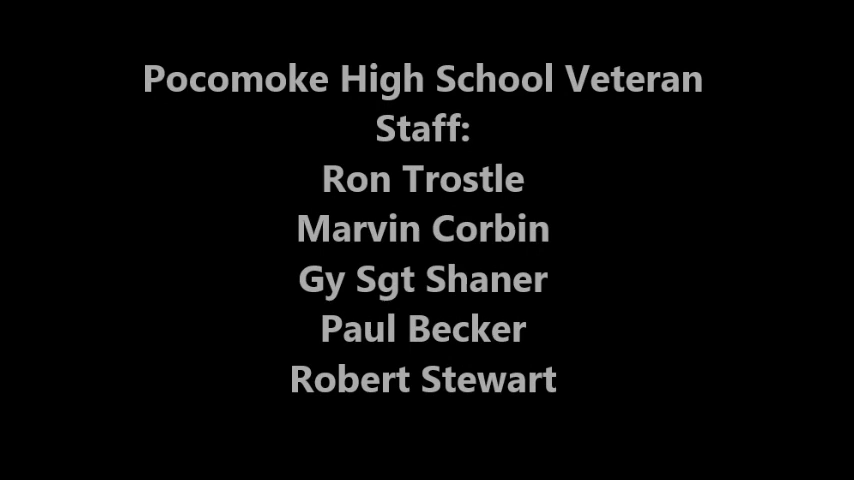 Pocomoke High School Veteran
Staff:
Ron Trostle
Marvin Corbin
Gy Sgt Shaner
Paul Becker
Robert Stewart